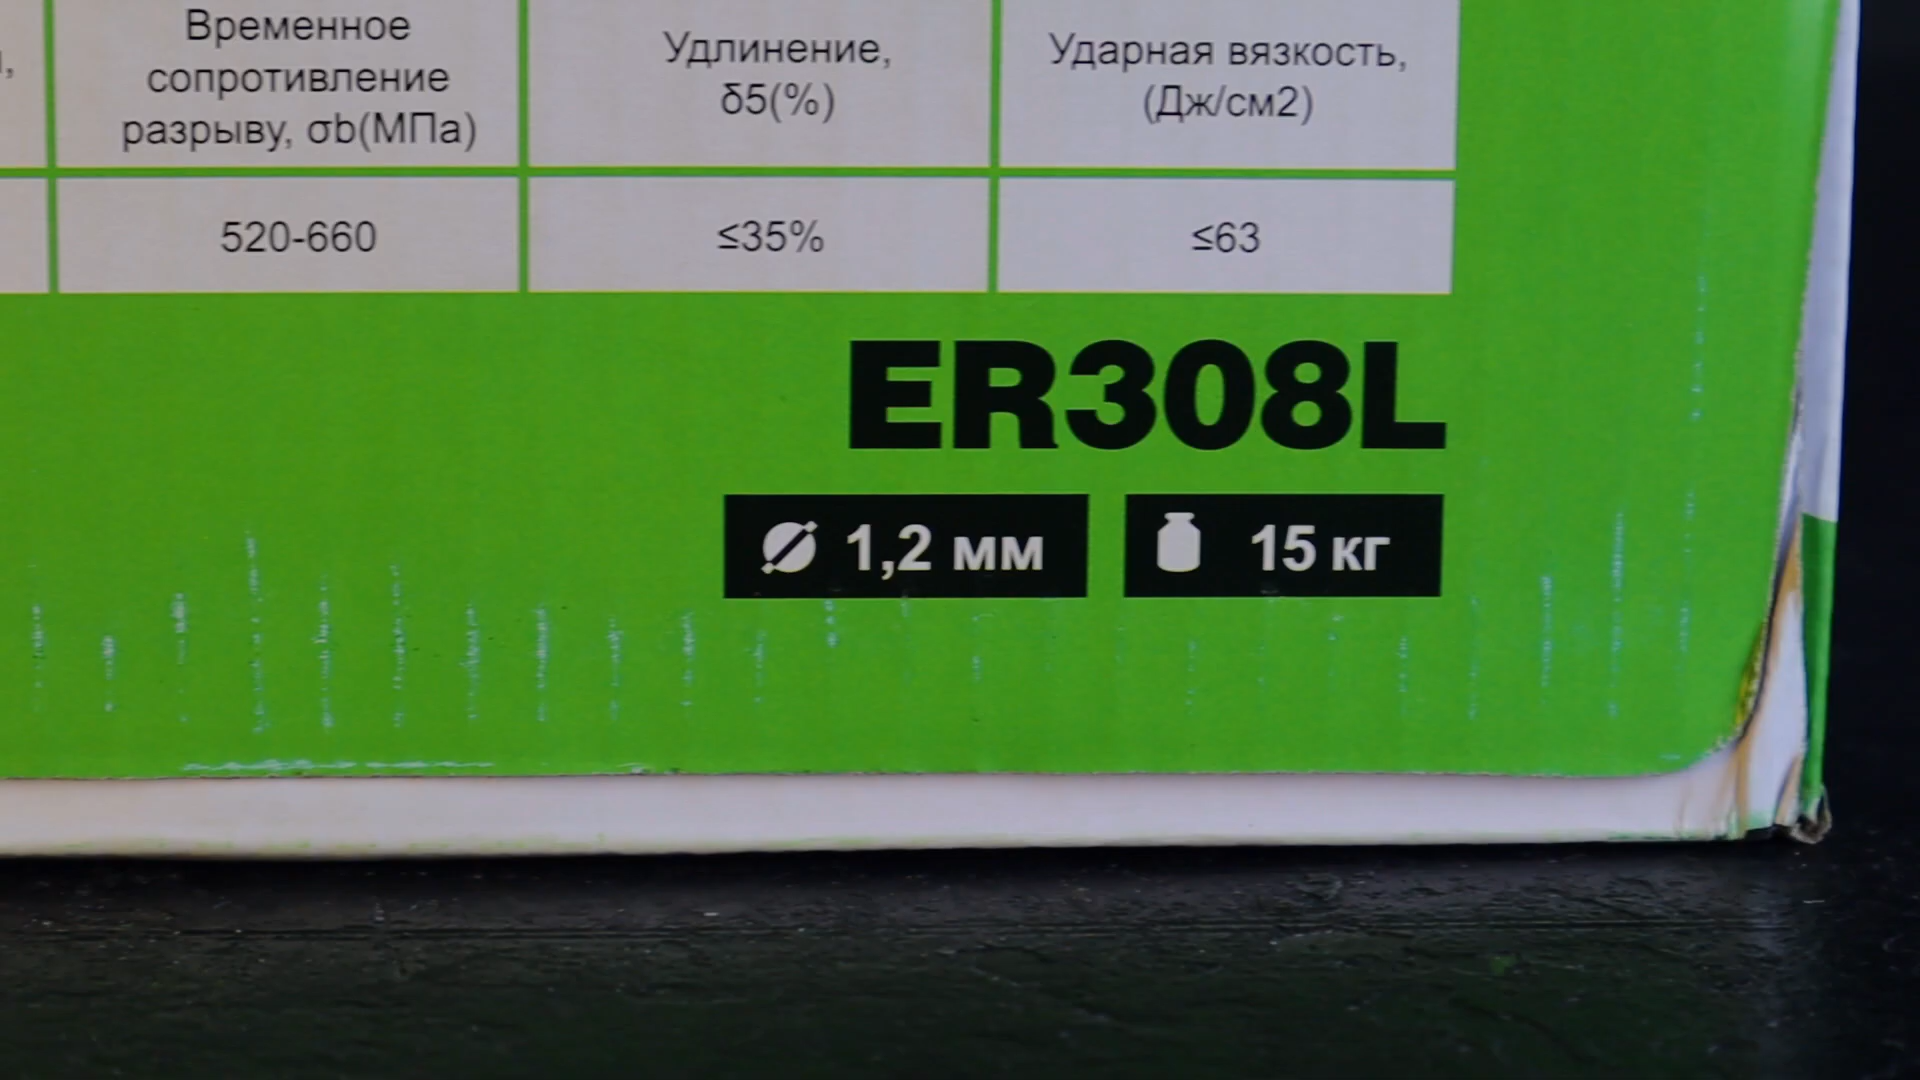 Временное
сопротивление
разрыву, σb(МПа)
Удлинение,
δ5(%)
Ударная вязкость,
(Дж/см2)
520-660
≤35%
≤63
ER308L
1,2 мм
15 кг